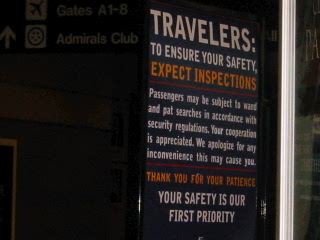 Gates A1-8
Admirals Club
TRAVELERS:
TO ENSURE YOUR SAFETY,
EXPECT INSPECTIONS
Passengers may be subject to wand
and pat searches in accordance with
security regulations. Your cooperation
is appreciated. We apologize for any
inconvenience this may cause you.
THANK YOU FOR YOUR PATIENCE
YOUR SAFETY IS OUR
FIRST PRIORITY